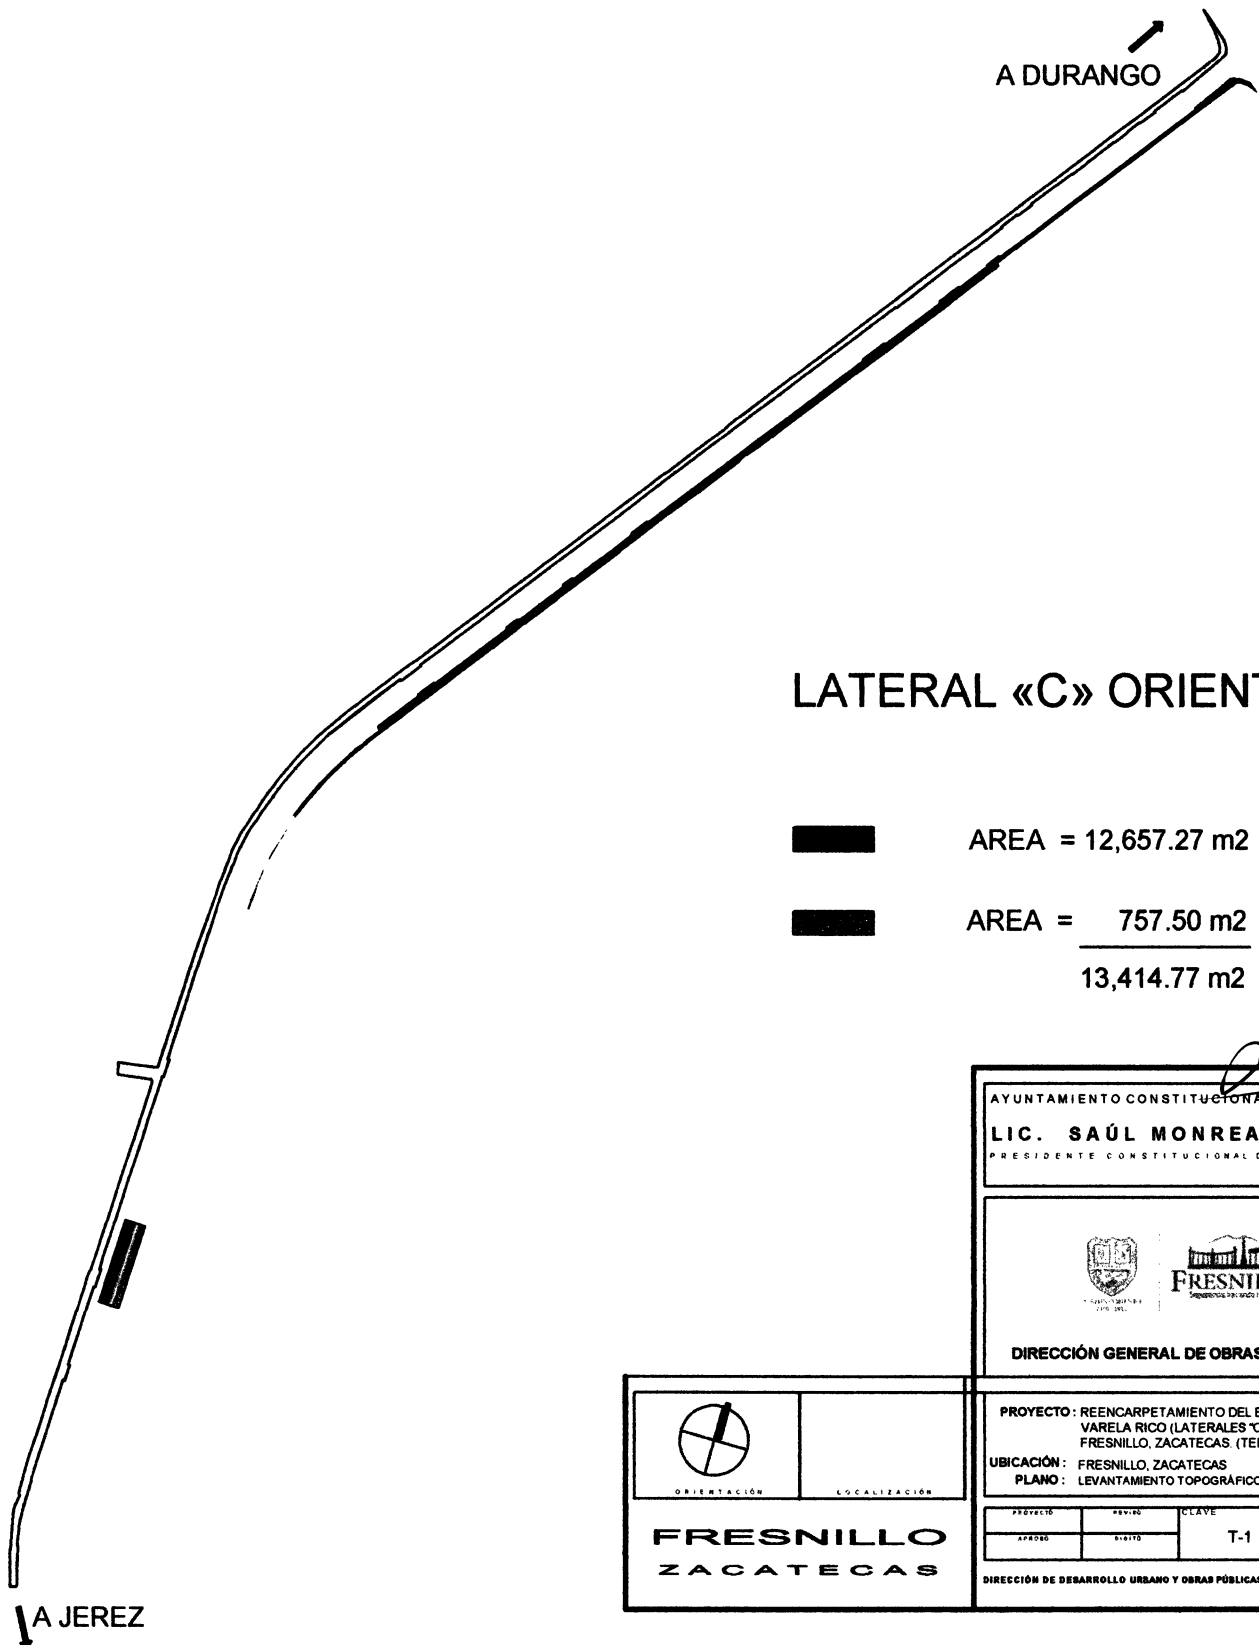 A DURANGO
LATERAL «C» ORIENT
AREA = 12,657.27 m2
AREA = 757.50 m2
13,414.77 m2
AYUNTAMIENTO CONSTITUCIONA
LIC. SAÚL MONREA
PRESIDENTE CONSTITUCIONAL D
FRESNI
DIRECCIÓN GENERAL DE OBRAS
PROYECTO: REENCARPETAMIENTO DEL B
VARELA RICO (LATERALES "C
FRESNILLO, ZACATECAS. (TE
UBICACIÓN: FRESNILLO, ZACATECAS
PLANO: LEVANTAMIENTO TOPOGRÁFICO
ORIENTACIÓN LOCALIZACIÓN
PROYECTÓ REVISÓ CLAVE
APROBÓ DIGITÓ T-1
FRESNILLO
ZACATECAS
DIRECCIÓN DE DESARROLLO URBANO Y OBRAS PÚBLICAS
A JEREZ